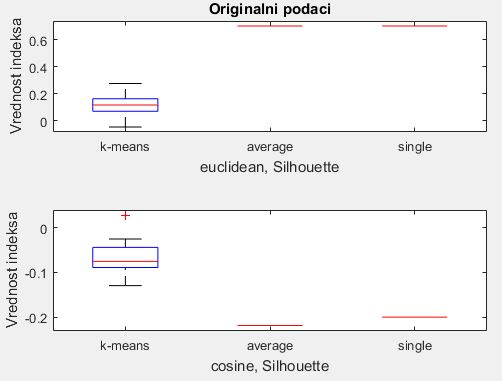 Originalni podaci
Vrednost indeksa
0.6
0.4
0.2
0
k-means average single
euclidean, Silhouette
Vrednost indeksa
0
-0.1
-0.2
k-means average single
cosine, Silhouette